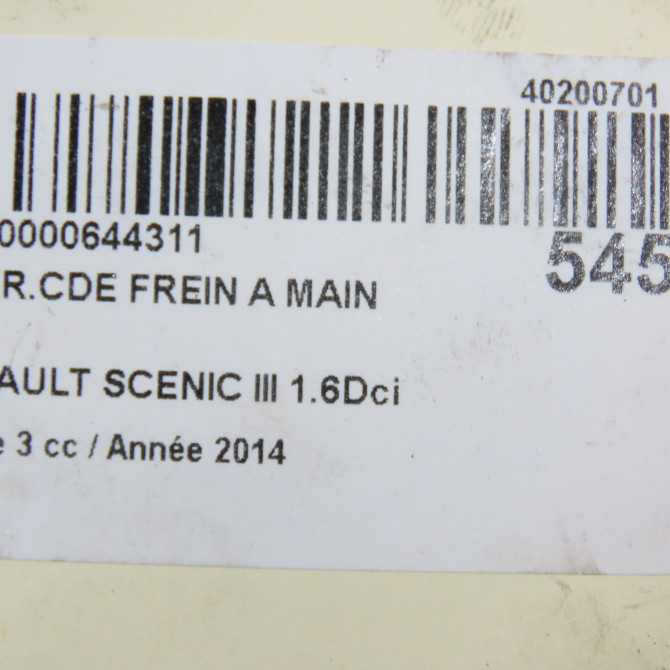 40200701
0000644311
545
R.CDE FREIN A MAIN
AULT SCENIC III 1.6Dci
e 3 cc / Année 2014